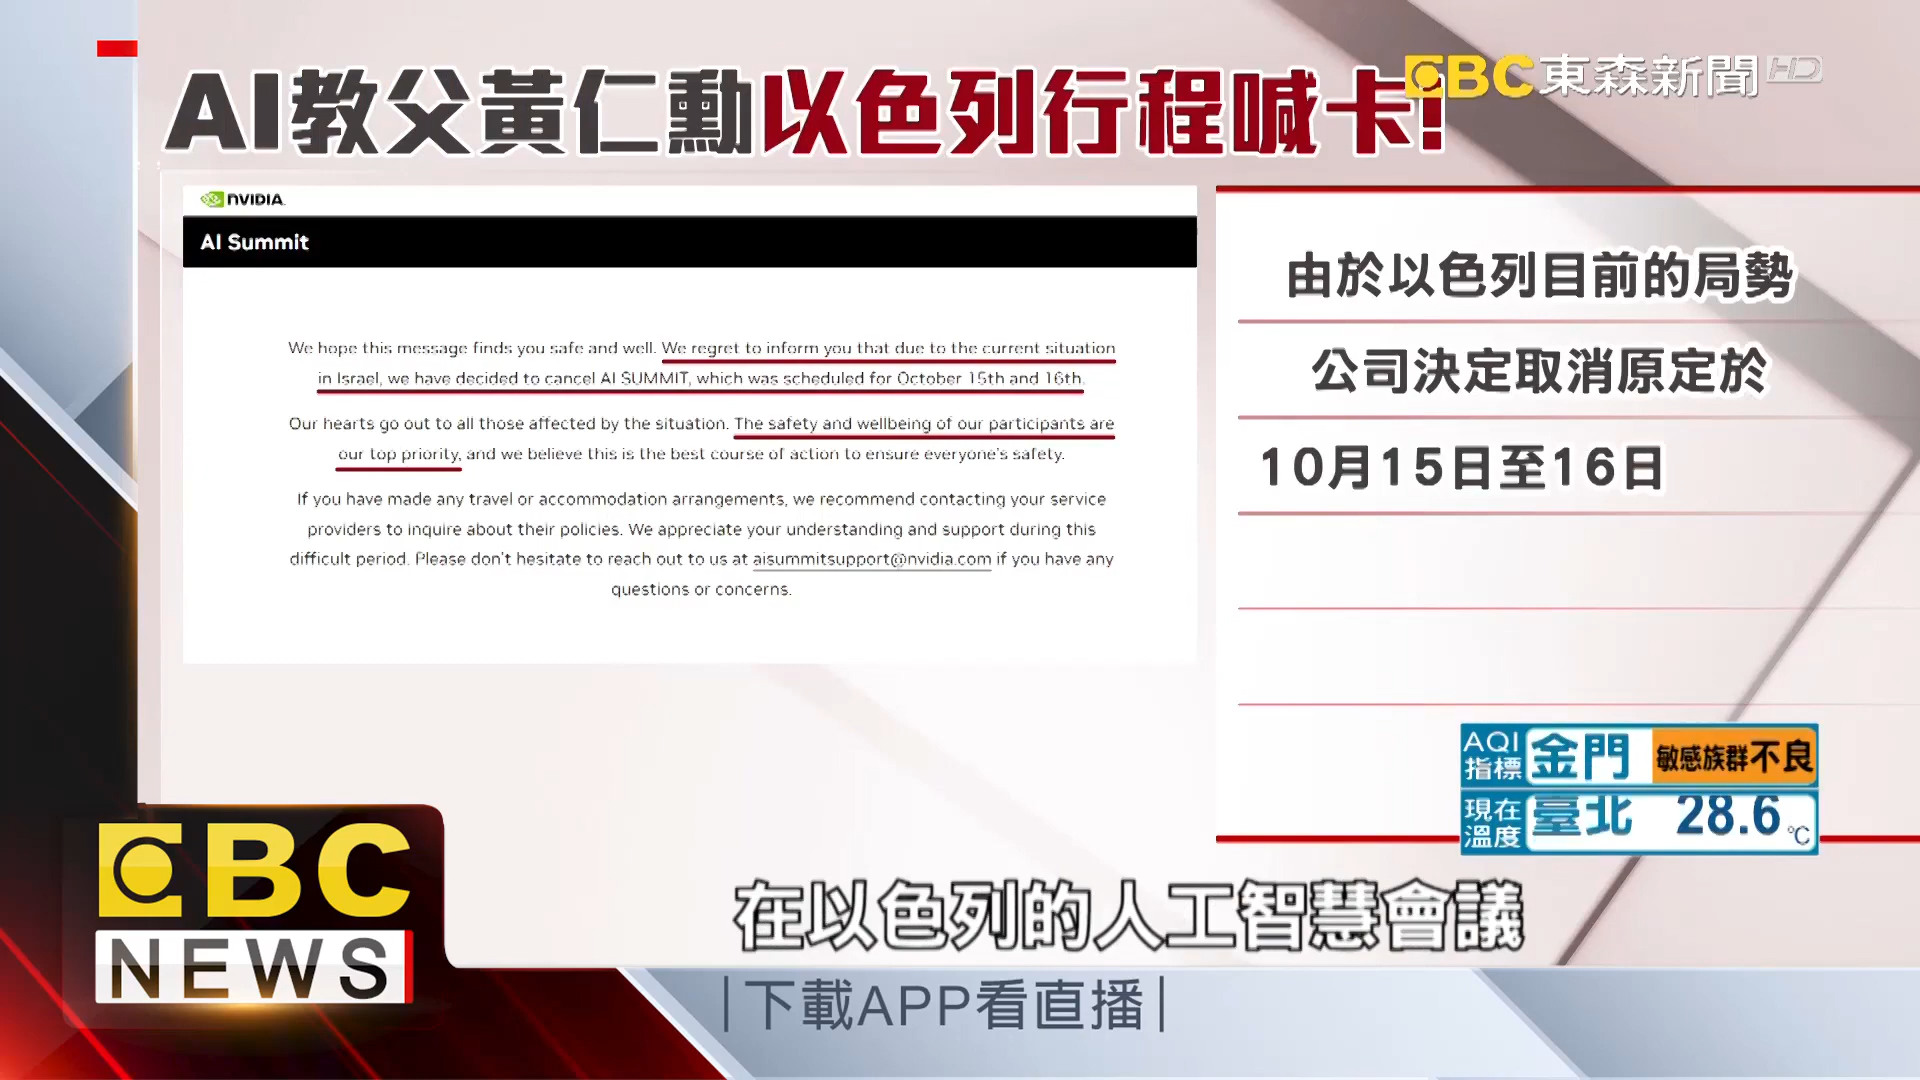 AI教父黃仁勳以色列行程喊卡!
EBC東森新聞HD
NVIDIA
AI Summit
We hope this message finds you safe and well. We regret to inform you that due to the current situation
in Israel, we have decided to cancel AI SUMMIT, which was scheduled for October 15th and 16th.
Our hearts go out to all those affected by the situation. The safety and wellbeing of our participants are
our top priority, and we believe this is the best course of action to ensure everyone's safety.
If you have made any travel or accommodation arrangements, we recommend contacting your service
providers to inquire about their policies. We appreciate your understanding and support during this
difficult period. Please don't hesitate to reach out to us at aisummitsupport@nvidia.com if you have any
questions or concerns.
由於以色列目前的局勢
公司決定取消原定於
10月15日至16日
AQI指標 金門 敏感族群不良
現在溫度 臺北 28.6℃
EBC
NEWS
在以色列的人工智慧會議
|下載APP看直播|